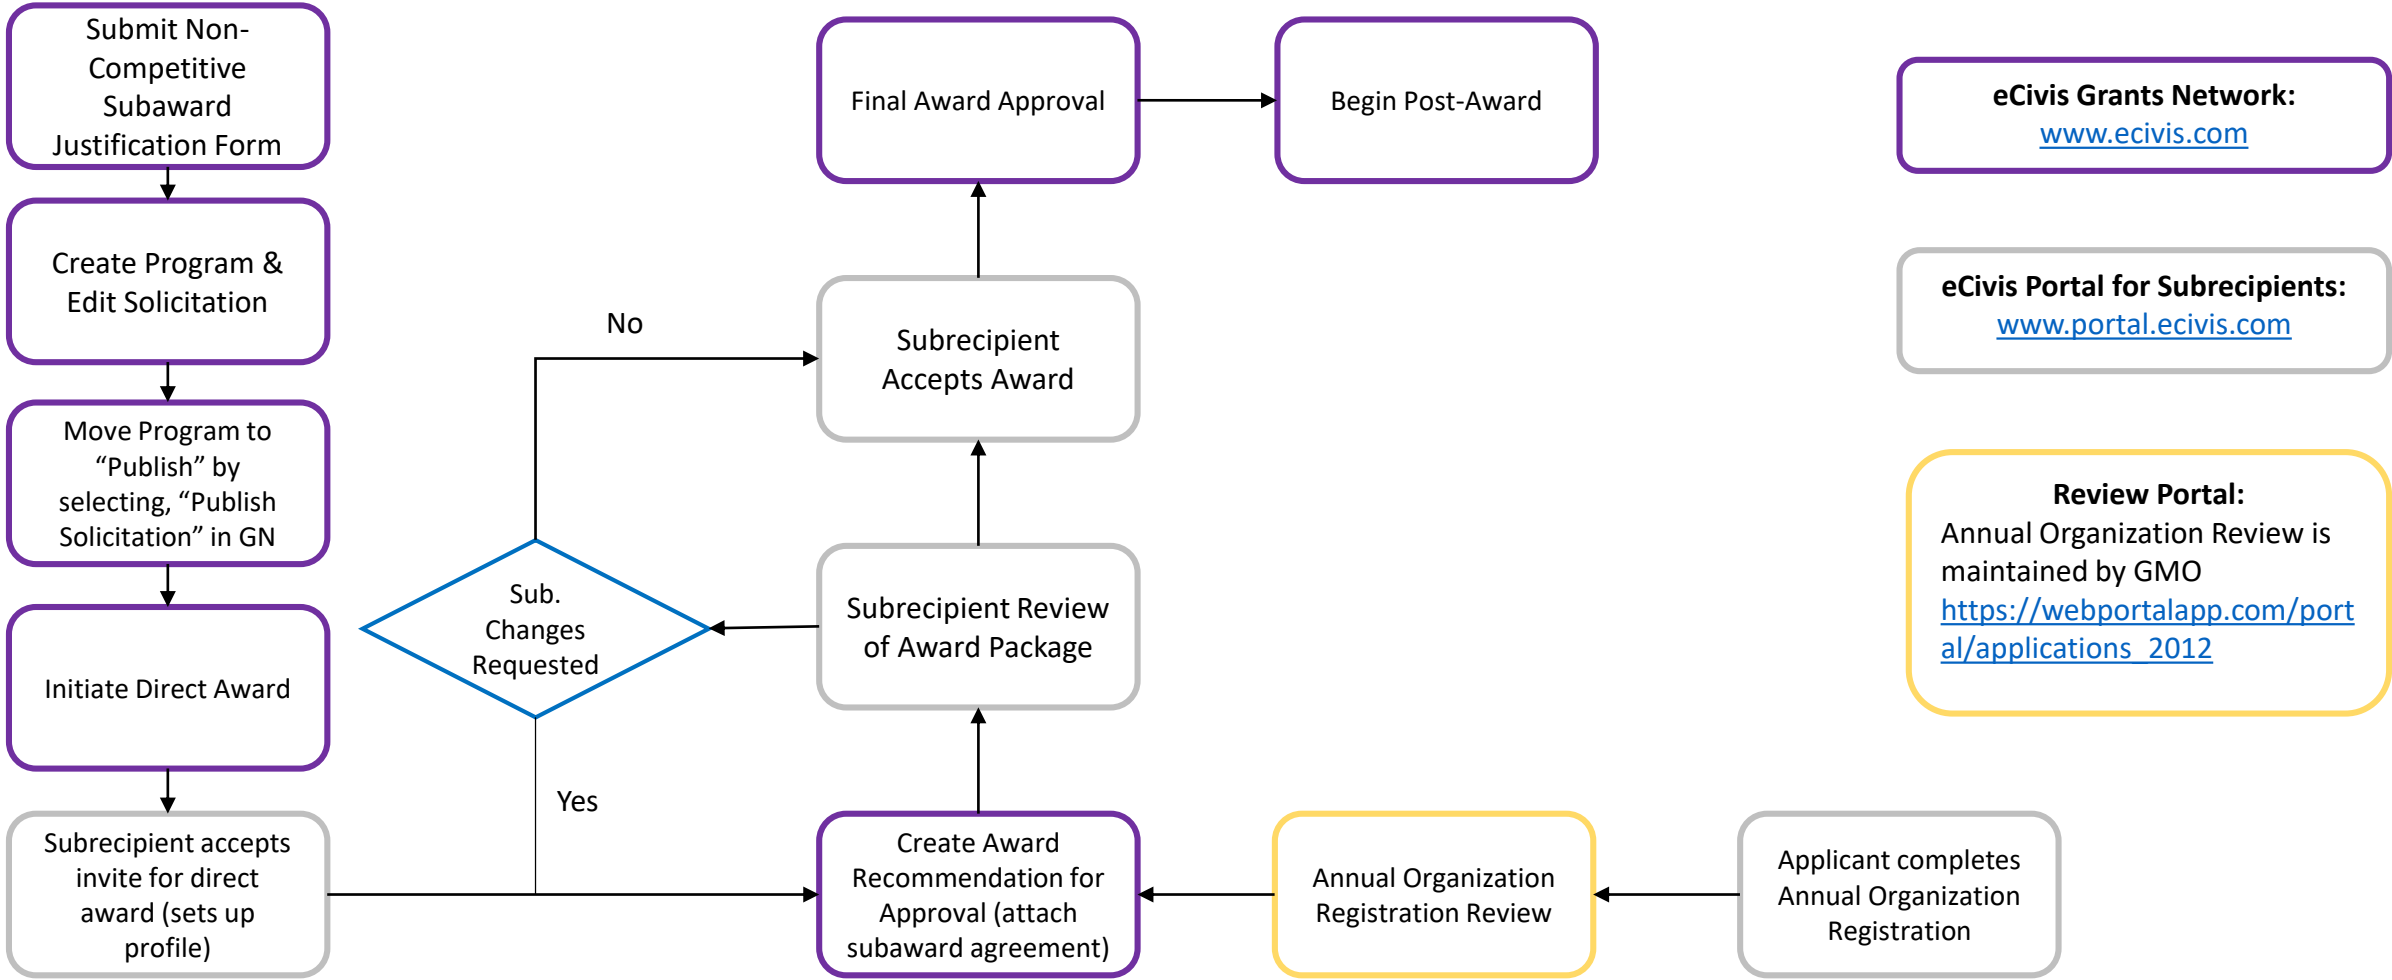 Submit Non-
Competitive
Subaward
Justification Form
Create Program &
Edit Solicitation
Move Program to
“Publish” by
selecting, “Publish
Solicitation” in GN
Initiate Direct Award
Subrecipient accepts
invite for direct
award (sets up
profile)
No
Sub.
Changes
Requested
Yes
Final Award Approval
Begin Post-Award
Subrecipient
Accepts Award
Subrecipient Review
of Award Package
Create Award
Recommendation for
Approval (attach
subaward agreement)
Annual Organization
Registration Review
Applicant completes
Annual Organization
Registration
eCivis Grants Network:
www.ecivis.com
eCivis Portal for Subrecipients:
www.portal.ecivis.com
Review Portal:
Annual Organization Review is
maintained by GMO
https://webportalapp.com/port
al/applications_2012